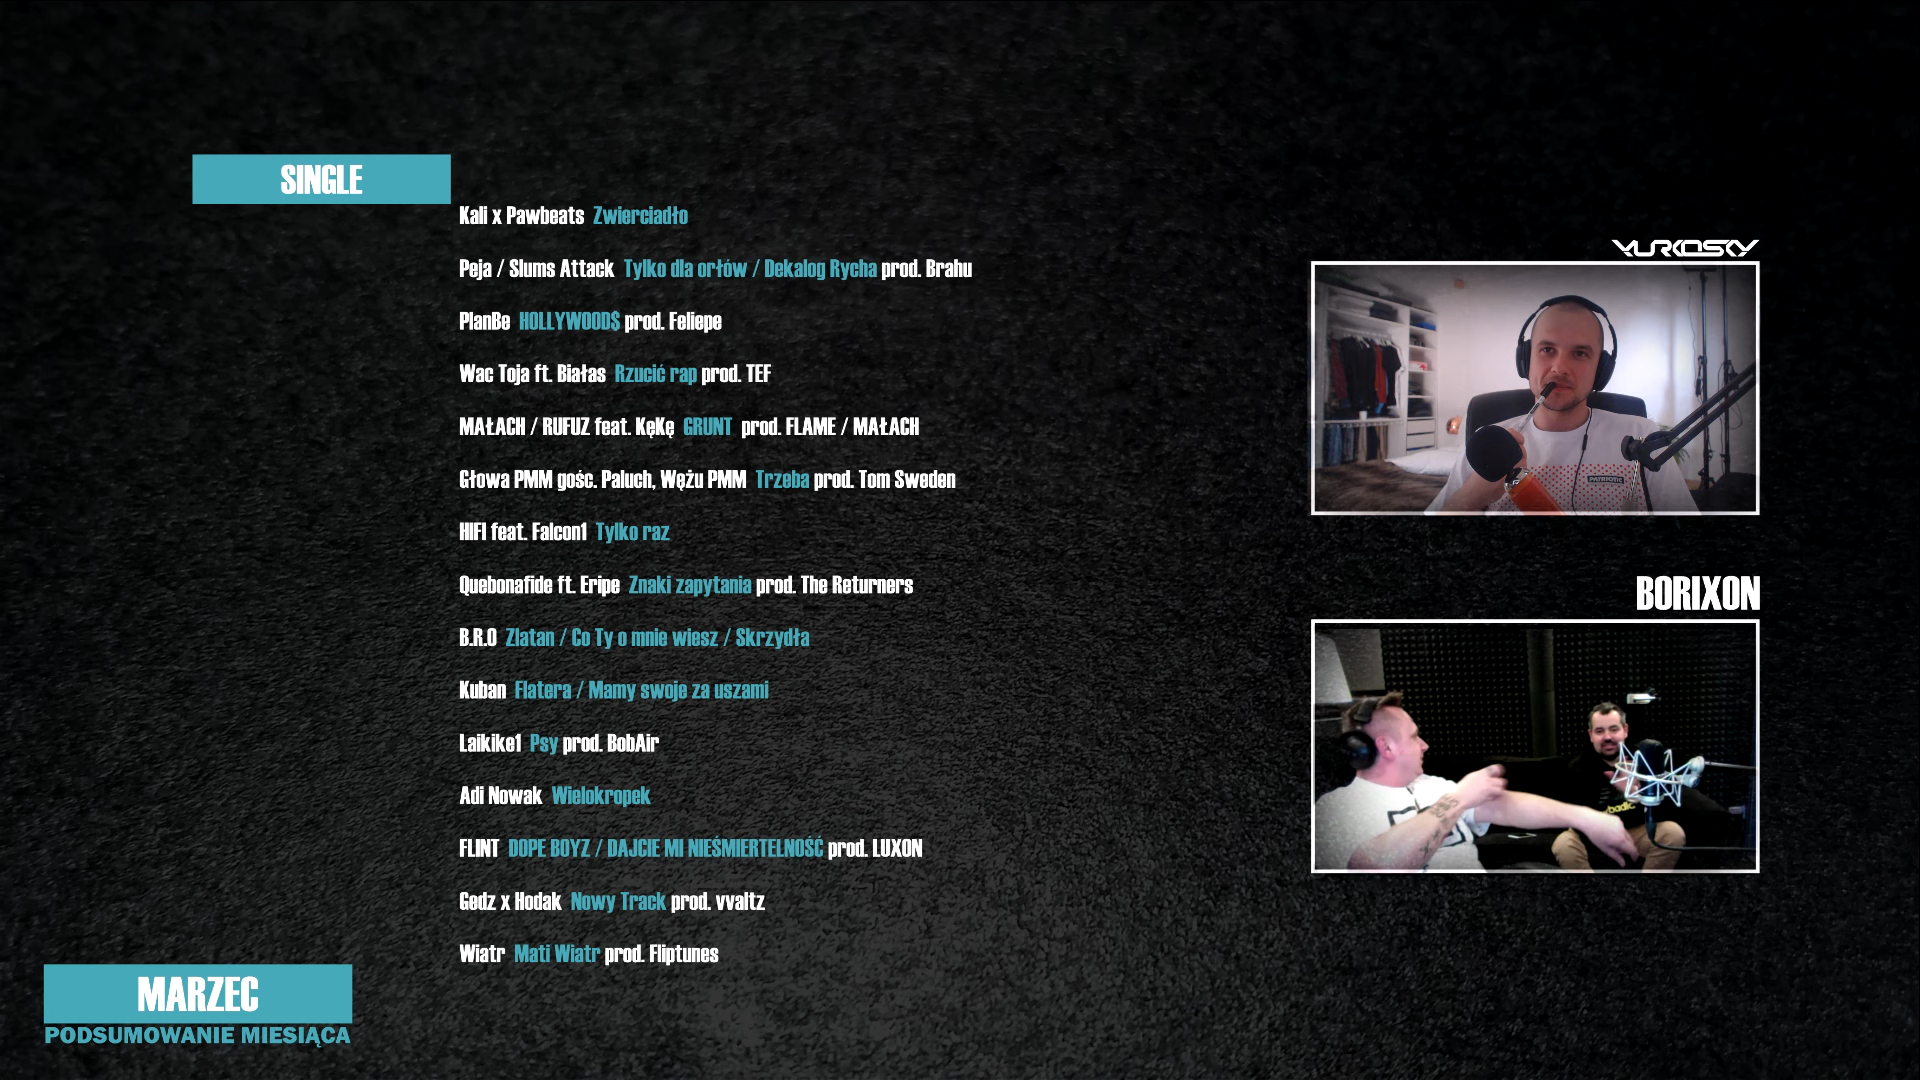 SINGLE
Kali x Pawbeats Zwierciadło
Peja / Slums Attack Tylko dla orłów / Dekalog Rycha prod. Brahu
PlanBe HOLLYWOOD$ prod. Feliepe
Wac Toja ft. Białas Rzucić rap prod. TEF
MAŁACH / RUFUZ feat. KęKę GRUNT prod. FLAME / MAŁACH
Głowa PMM gośc. Paluch, Wężu PMM Trzeba prod. Tom Sweden
HIFI feat. Falcon1 Tylko raz
Quebonafide ft. Eripe Znaki zapytania prod. The Returners
B.R.O Zlatan / Co Ty o mnie wiesz / Skrzydła
Kuban Flatera / Mamy swoje za uszami
Laikike1 Psy prod. BobAir
Adi Nowak Wielokropek
FLINT DOPE BOYZ / DAJCIE MI NIEŚMIERTELNOŚĆ prod. LUXON
Gedz x Hodak Nowy Track prod. vvaltz
Wiatr Mati Wiatr prod. Fliptunes
MARZEC
PODSUMOWANIE MIESIĄCA
YURKOSKY
PATRIOTIC
BORIXON